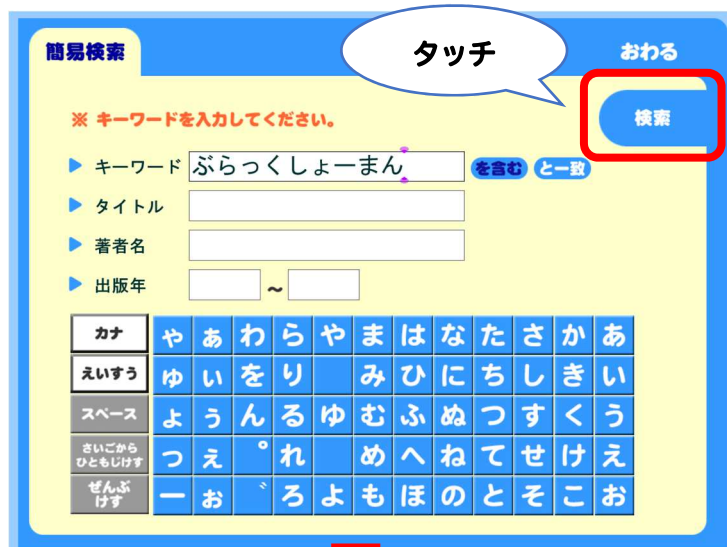 簡易検索
タッチ
おわる
検索
※ キーワードを入力してください。
キーワード ぶらっくしょーまん を含む と一致
タイトル
著者名
出版年 ～
カナ ゃ ぁ わ ら や ま は な た さ か あ
えいすう ゅ ぃ を り み ひ に ち し き い
スペース ょ ぅ ん る ゆ む ふ ぬ つ す く う
さいごから
ひともじけす
っ ぇ ゜ れ め へ ね て せ け え
ぜんぶ
けす
ー ぉ ゛ ろ よ も ほ の と そ こ お